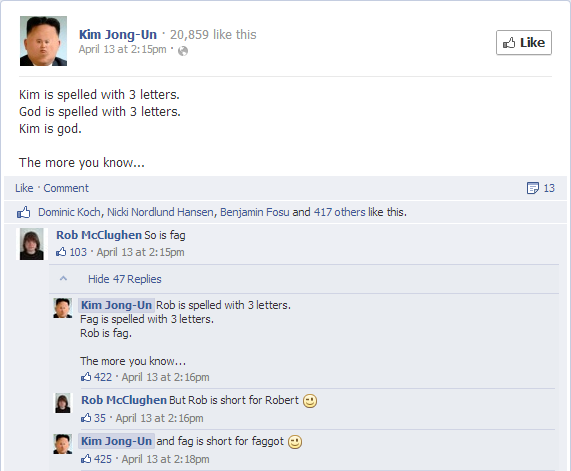 Kim Jong-Un · 20,859 like this
April 13 at 2:15pm ·
Like
Kim is spelled with 3 letters.
God is spelled with 3 letters.
Kim is god.
The more you know...
Like · Comment
13
Dominic Koch, Nicki Nordlund Hansen, Benjamin Fosu and 417 others like this.
Rob McClughen So is fag
103 · April 13 at 2:15pm
Hide 47 Replies
Kim Jong-Un Rob is spelled with 3 letters.
Fag is spelled with 3 letters.
Rob is fag.
The more you know...
422 · April 13 at 2:16pm
Rob McClughen But Rob is short for Robert
35 · April 13 at 2:16pm
Kim Jong-Un and fag is short for faggot
425 · April 13 at 2:18pm